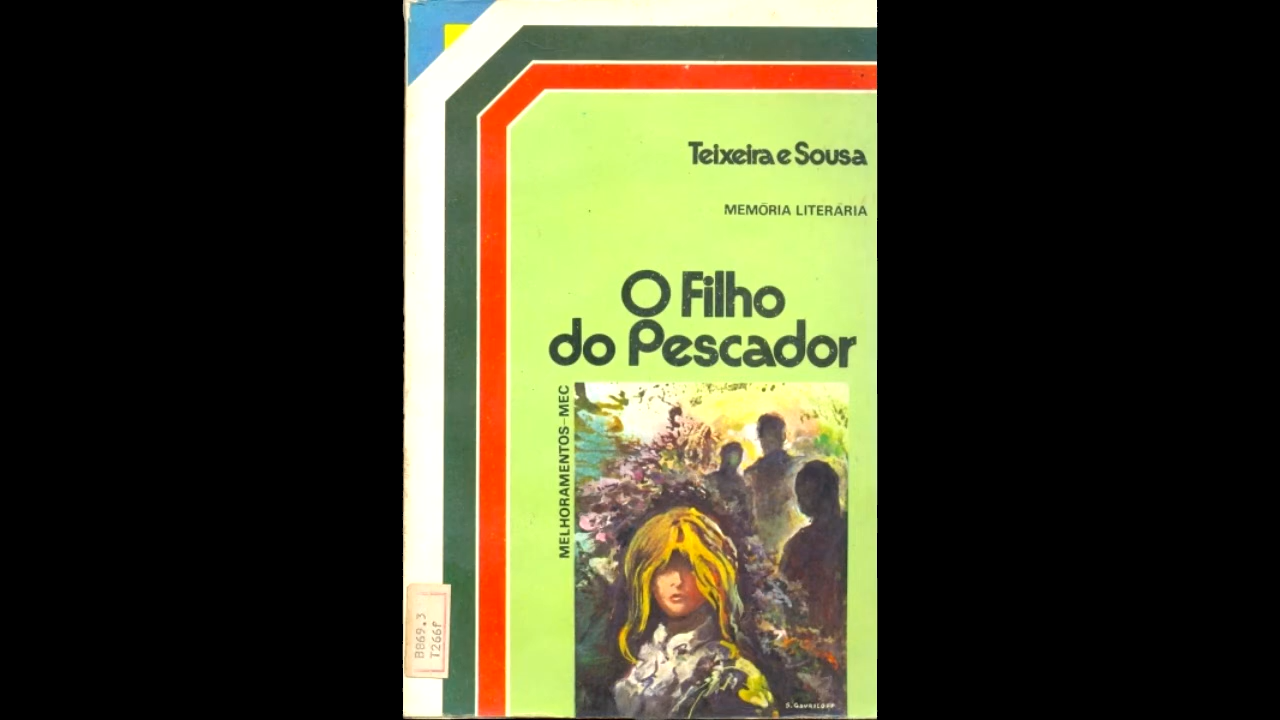 Teixeira e Sousa
MEMÓRIA LITERÁRIA
O Filho
do Pescador
MELHORAMENTOS-MEC
B869.3
T266f